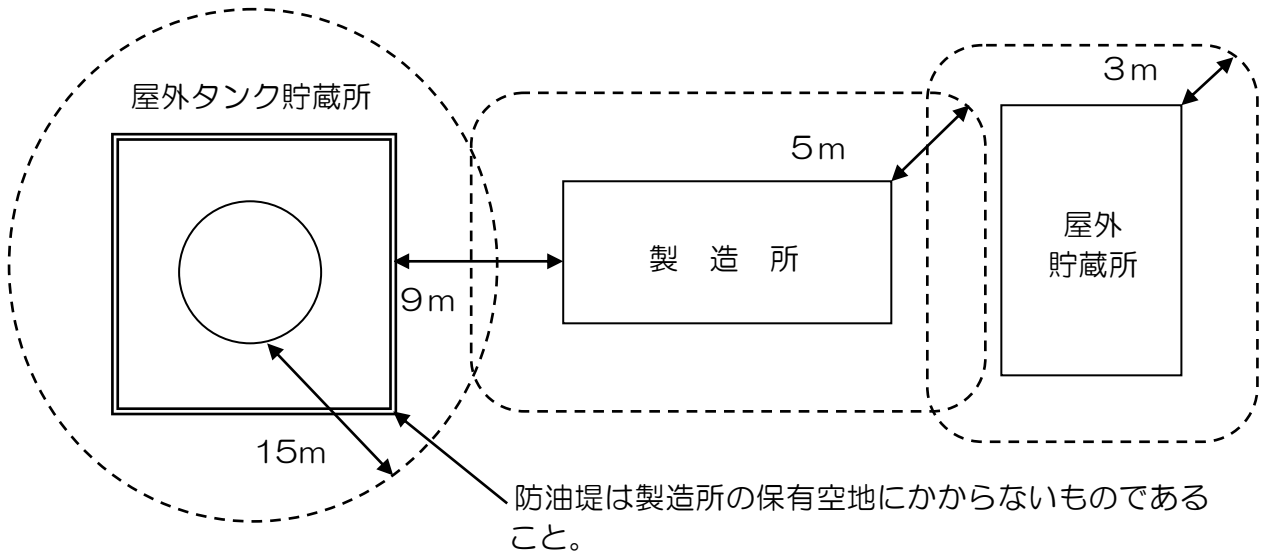 屋外タンク貯蔵所
3m
5m
屋外
貯蔵所
製 造 所
9m
15m
防油堤は製造所の保有空地にかからないものである
こと。